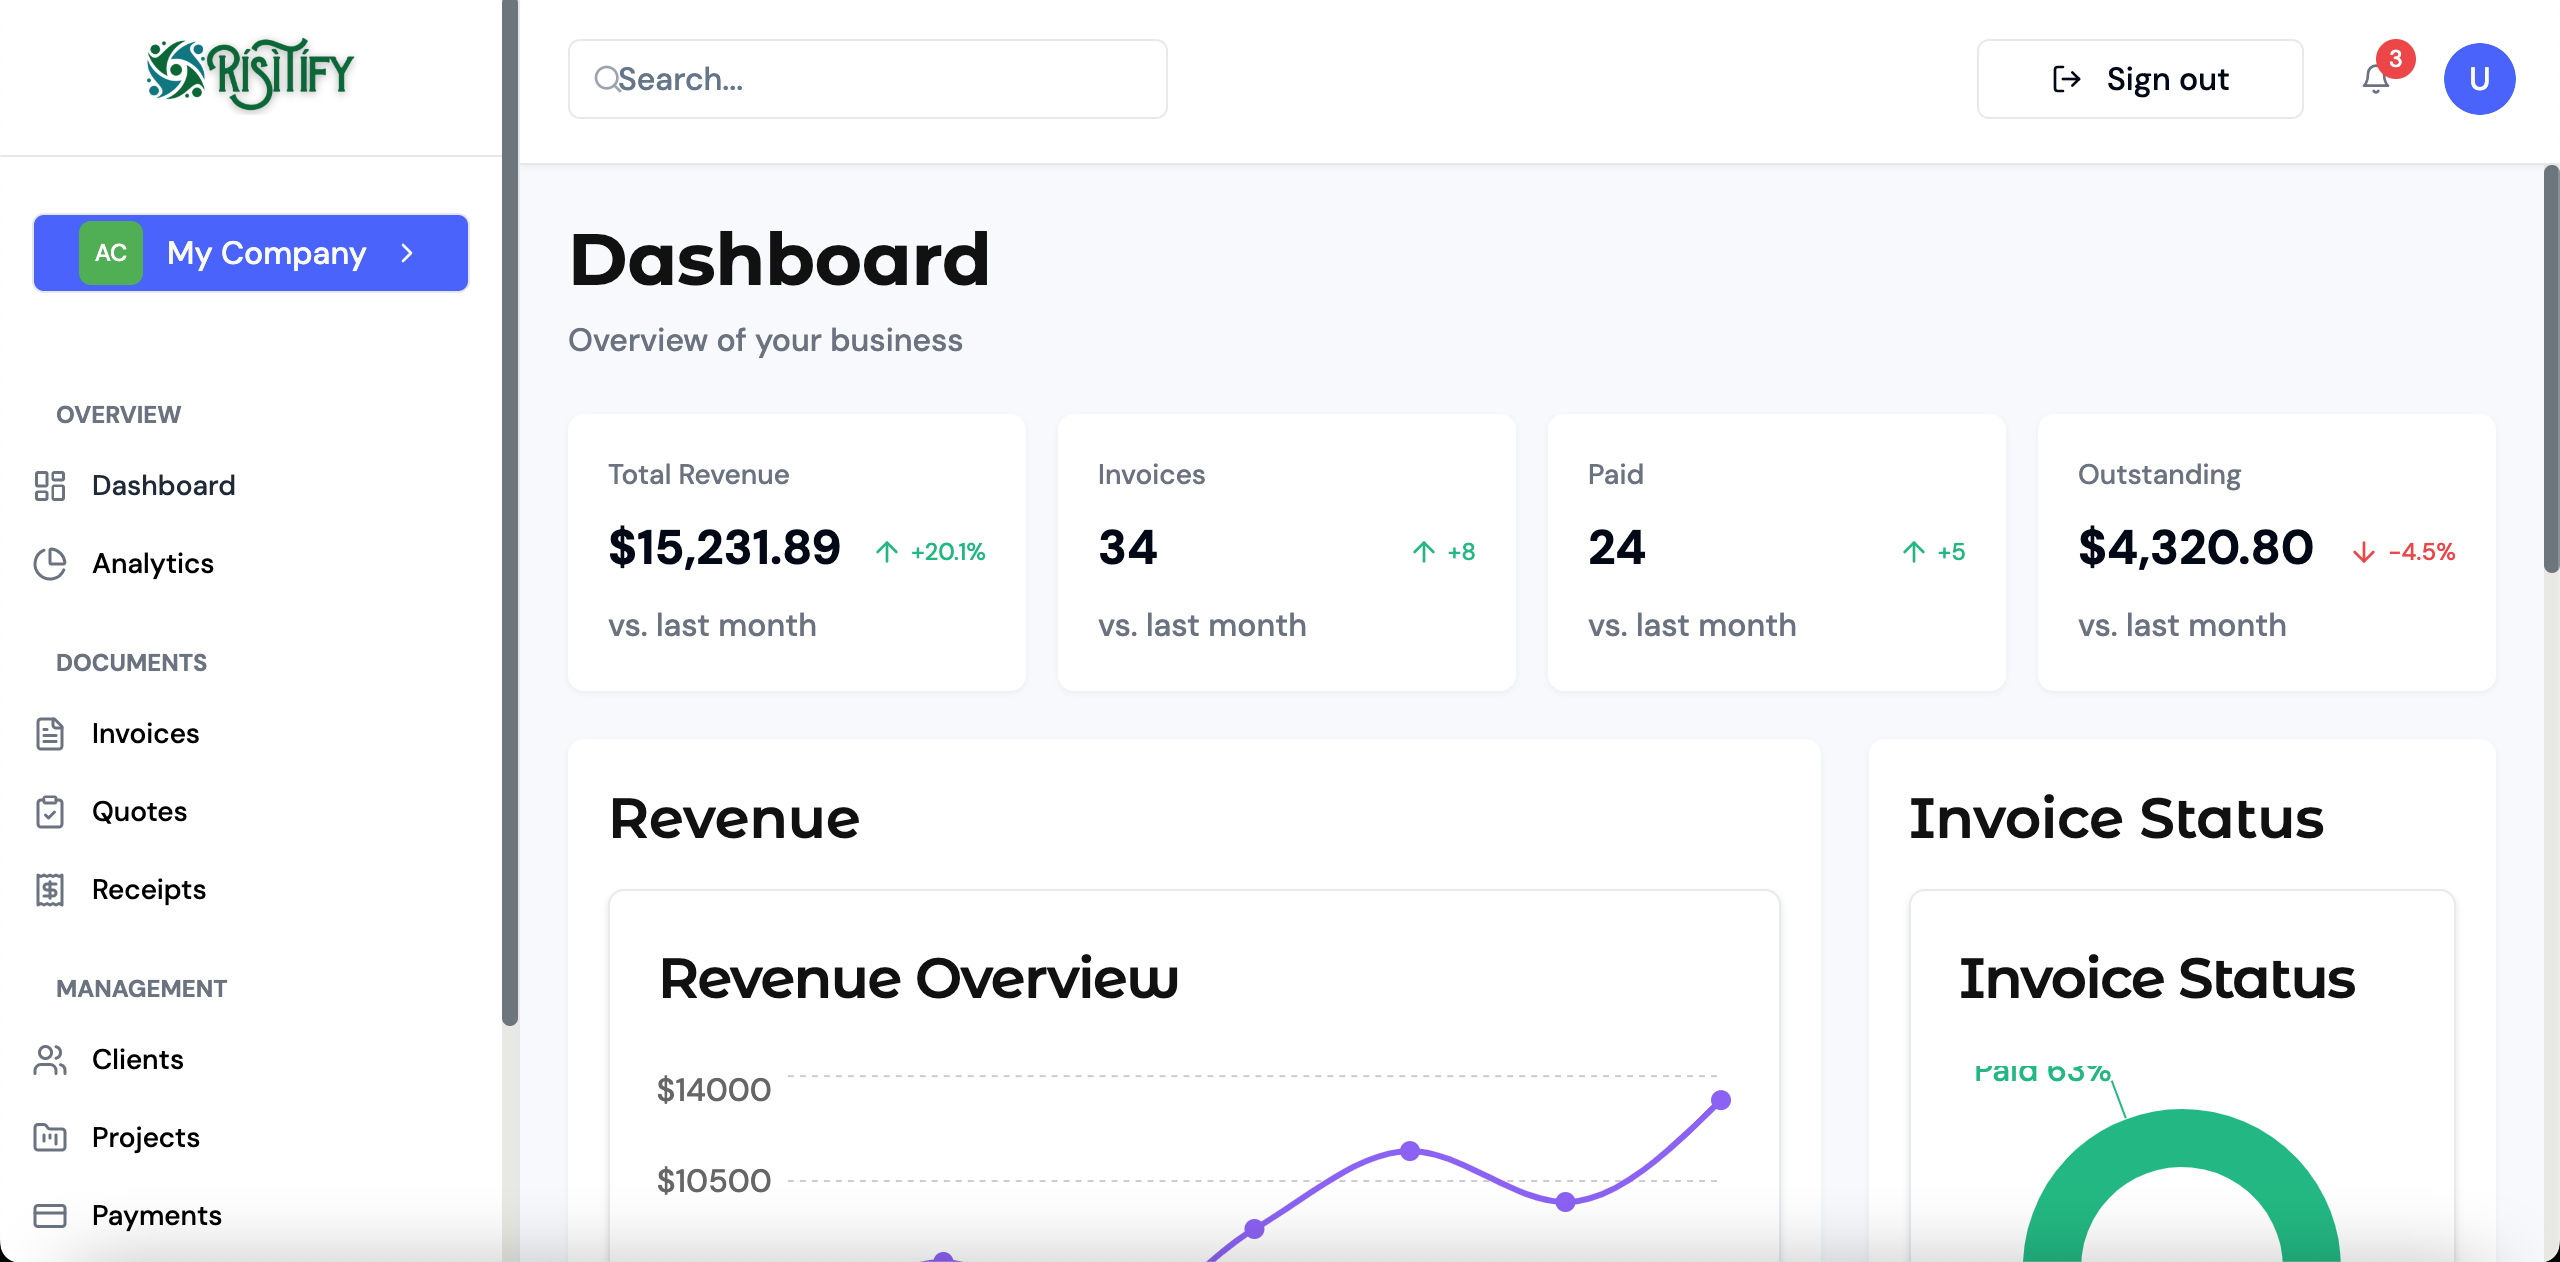 RISITIFY
Search...
Sign out
3
U
AC
My Company
OVERVIEW
Dashboard
Analytics
DOCUMENTS
Invoices
Quotes
Receipts
MANAGEMENT
Clients
Projects
Payments
Dashboard
Overview of your business
Total Revenue
$15,231.89
+20.1%
vs. last month
Invoices
34
+8
vs. last month
Paid
24
+5
vs. last month
Outstanding
$4,320.80
-4.5%
vs. last month
Revenue
Revenue Overview
$14000
$10500
Invoice Status
Invoice Status
Paid 63%